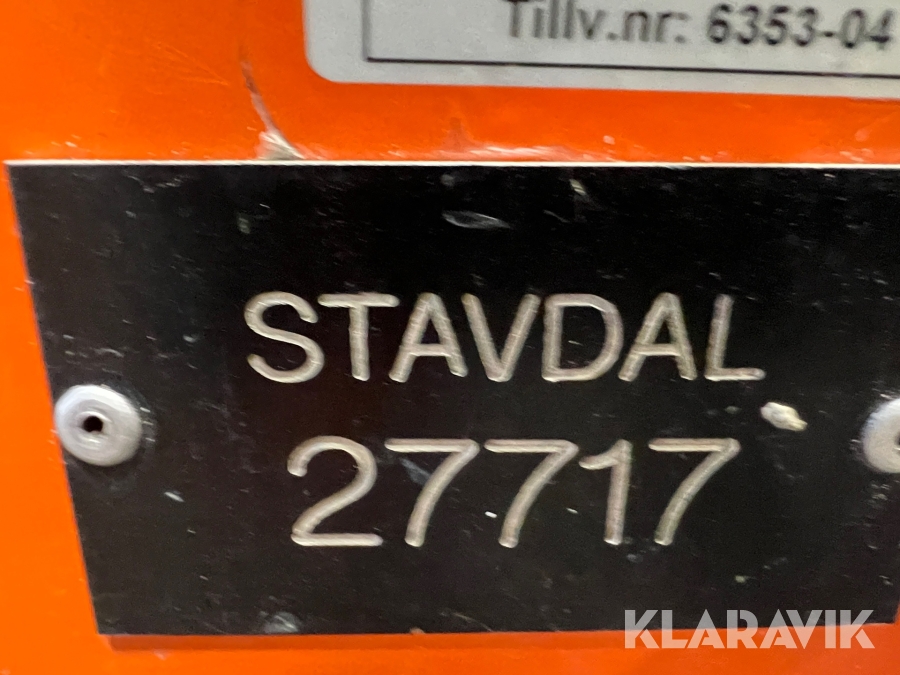 Tillv.nr: 6353-04
STAVDAL
27717
KLARAVIK